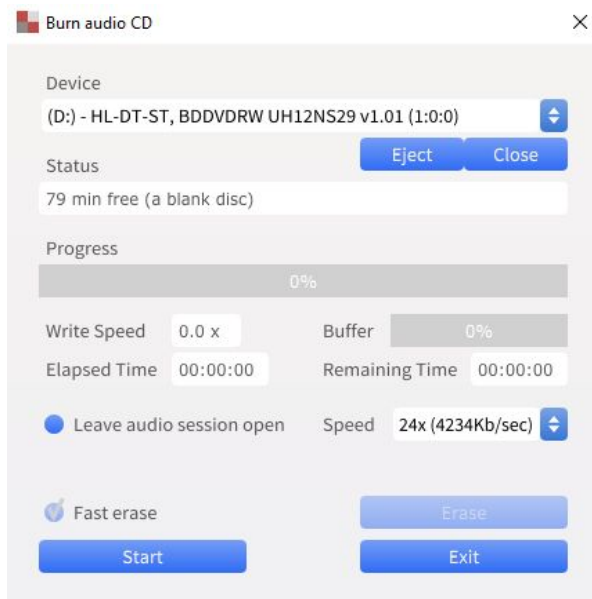 Burn audio CD
Device
(D:) - HL-DT-ST, BDDVDRW UH12NS29 v1.01 (1:0:0)
Eject Close
Status
79 min free (a blank disc)
Progress
0%
Write Speed 0.0 x Buffer 0%
Elapsed Time 00:00:00 Remaining Time 00:00:00
Leave audio session open Speed 24x (4234Kb/sec)
Fast erase Erase
Start Exit